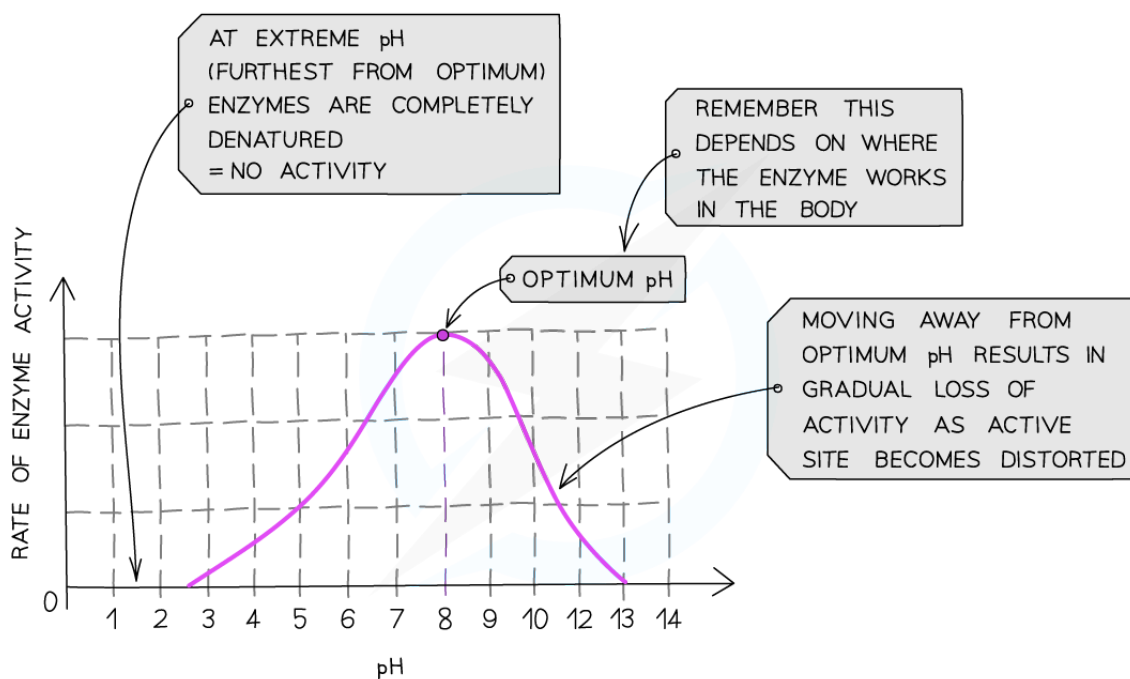 AT EXTREME pH
(FURTHEST FROM OPTIMUM)
ENZYMES ARE COMPLETELY
DENATURED
= NO ACTIVITY
REMEMBER THIS
DEPENDS ON WHERE
THE ENZYME WORKS
IN THE BODY
OPTIMUM pH
MOVING AWAY FROM
OPTIMUM pH RESULTS IN
GRADUAL LOSS OF
ACTIVITY AS ACTIVE
SITE BECOMES DISTORTED
RATE OF ENZYME ACTIVITY
0
1 2 3 4 5 6 7 8 9 10 11 12 13 14
pH